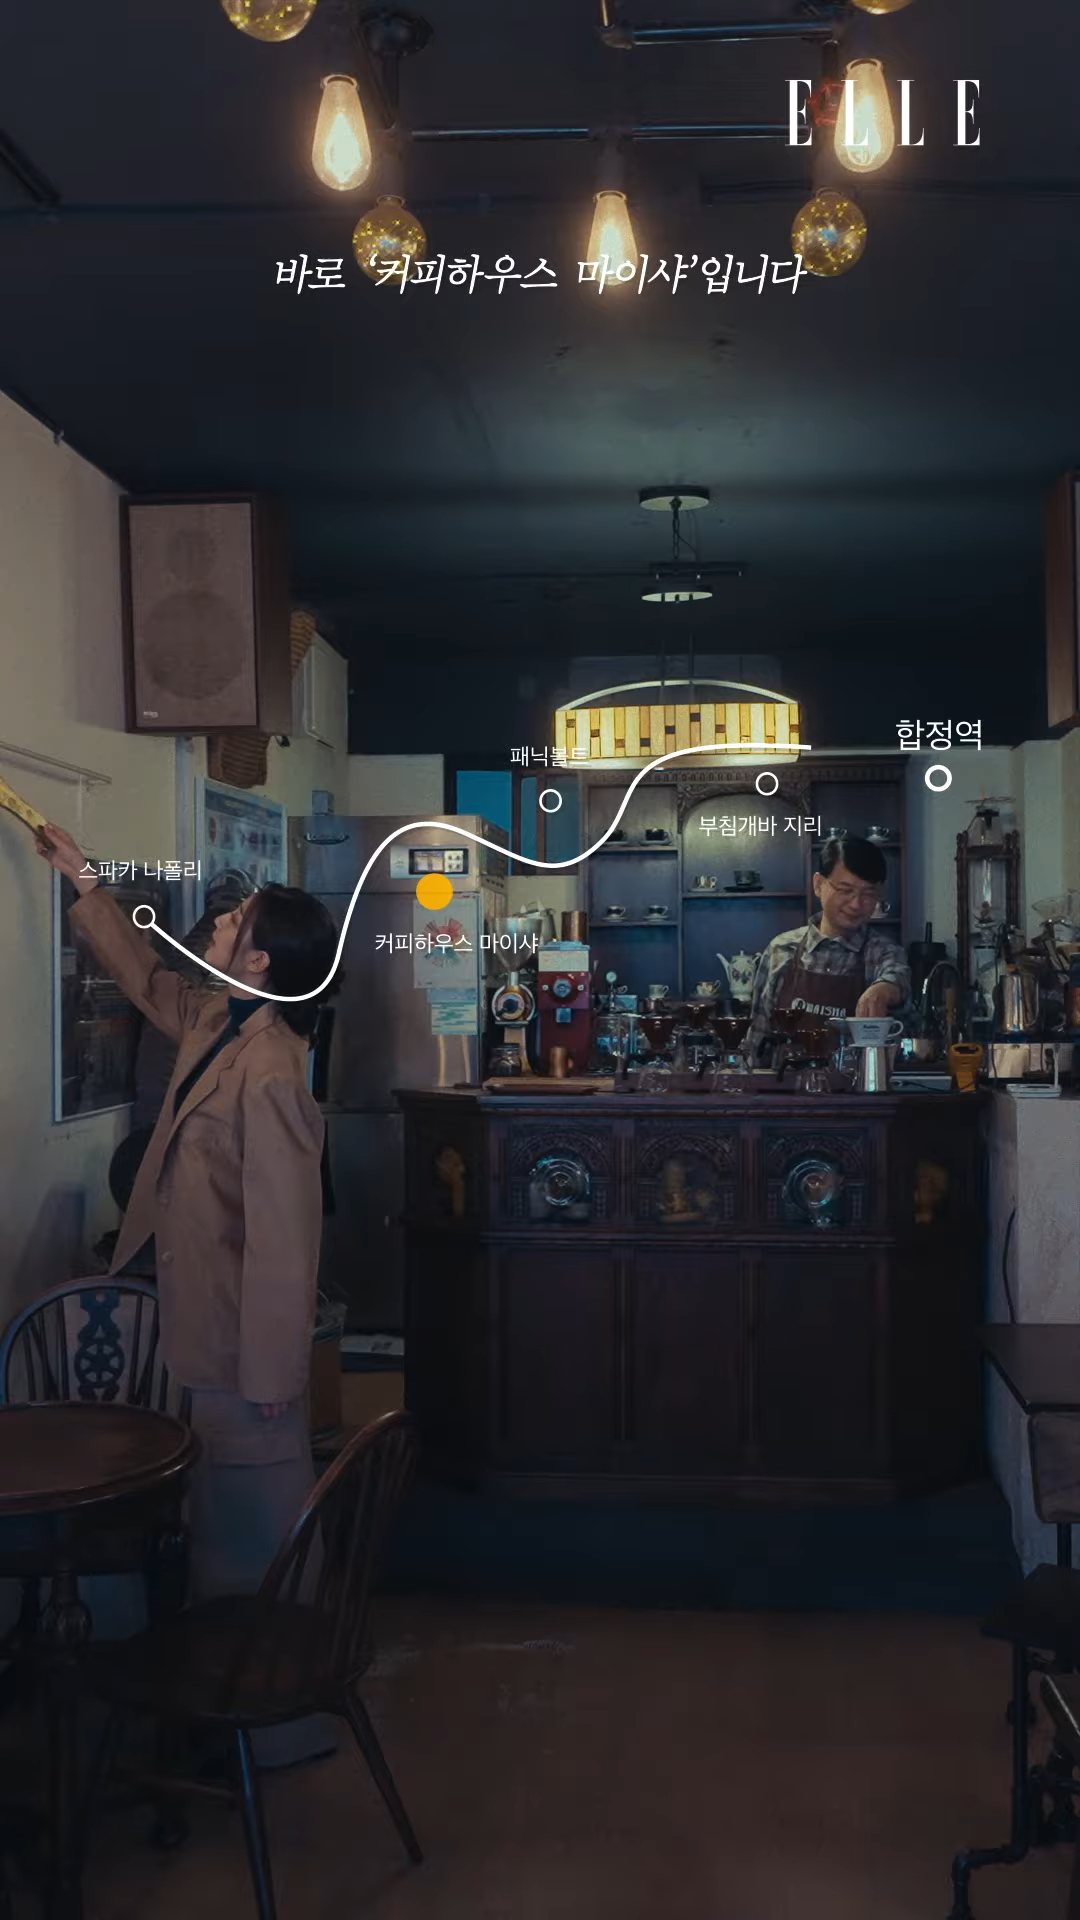 ELLE
바로 ‘커피하우스 마이샤’입니다
합정역
패닉볼트
부침개바 지리
스파카 나폴리
커피하우스 마이샤
MAISHA